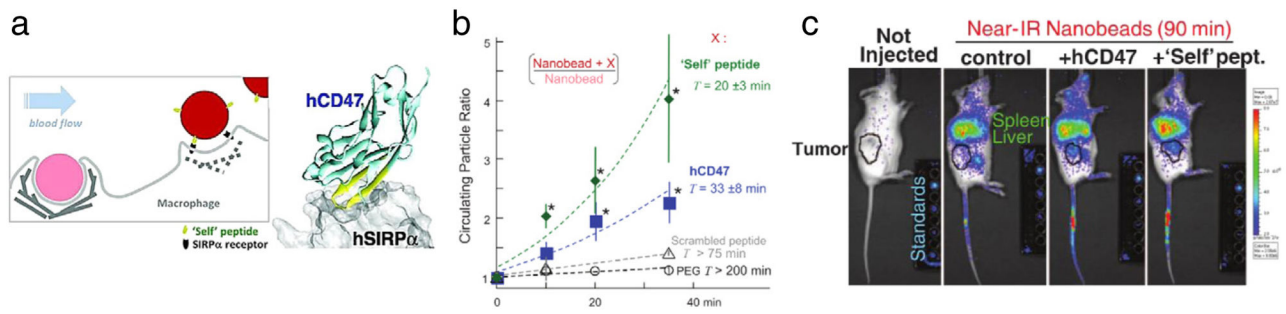 a
blood flow
Macrophage
'Self' peptide
SIRPα receptor
hCD47
hSIRPα
b
Circulating Particle Ratio
5
4
3
2
1
0
20
40 min
Nanobead + X
Nanobead
X :
'Self' peptide
T = 20 ±3 min
*
*
*
hCD47
T = 33 ±8 min
*
*
Scrambled peptide
T > 75 min
PEG T > 200 min
c
Not
Injected
Near-IR Nanobeads (90 min)
control
+hCD47
+'Self' pept.
Tumor
Spleen
Liver
Standards